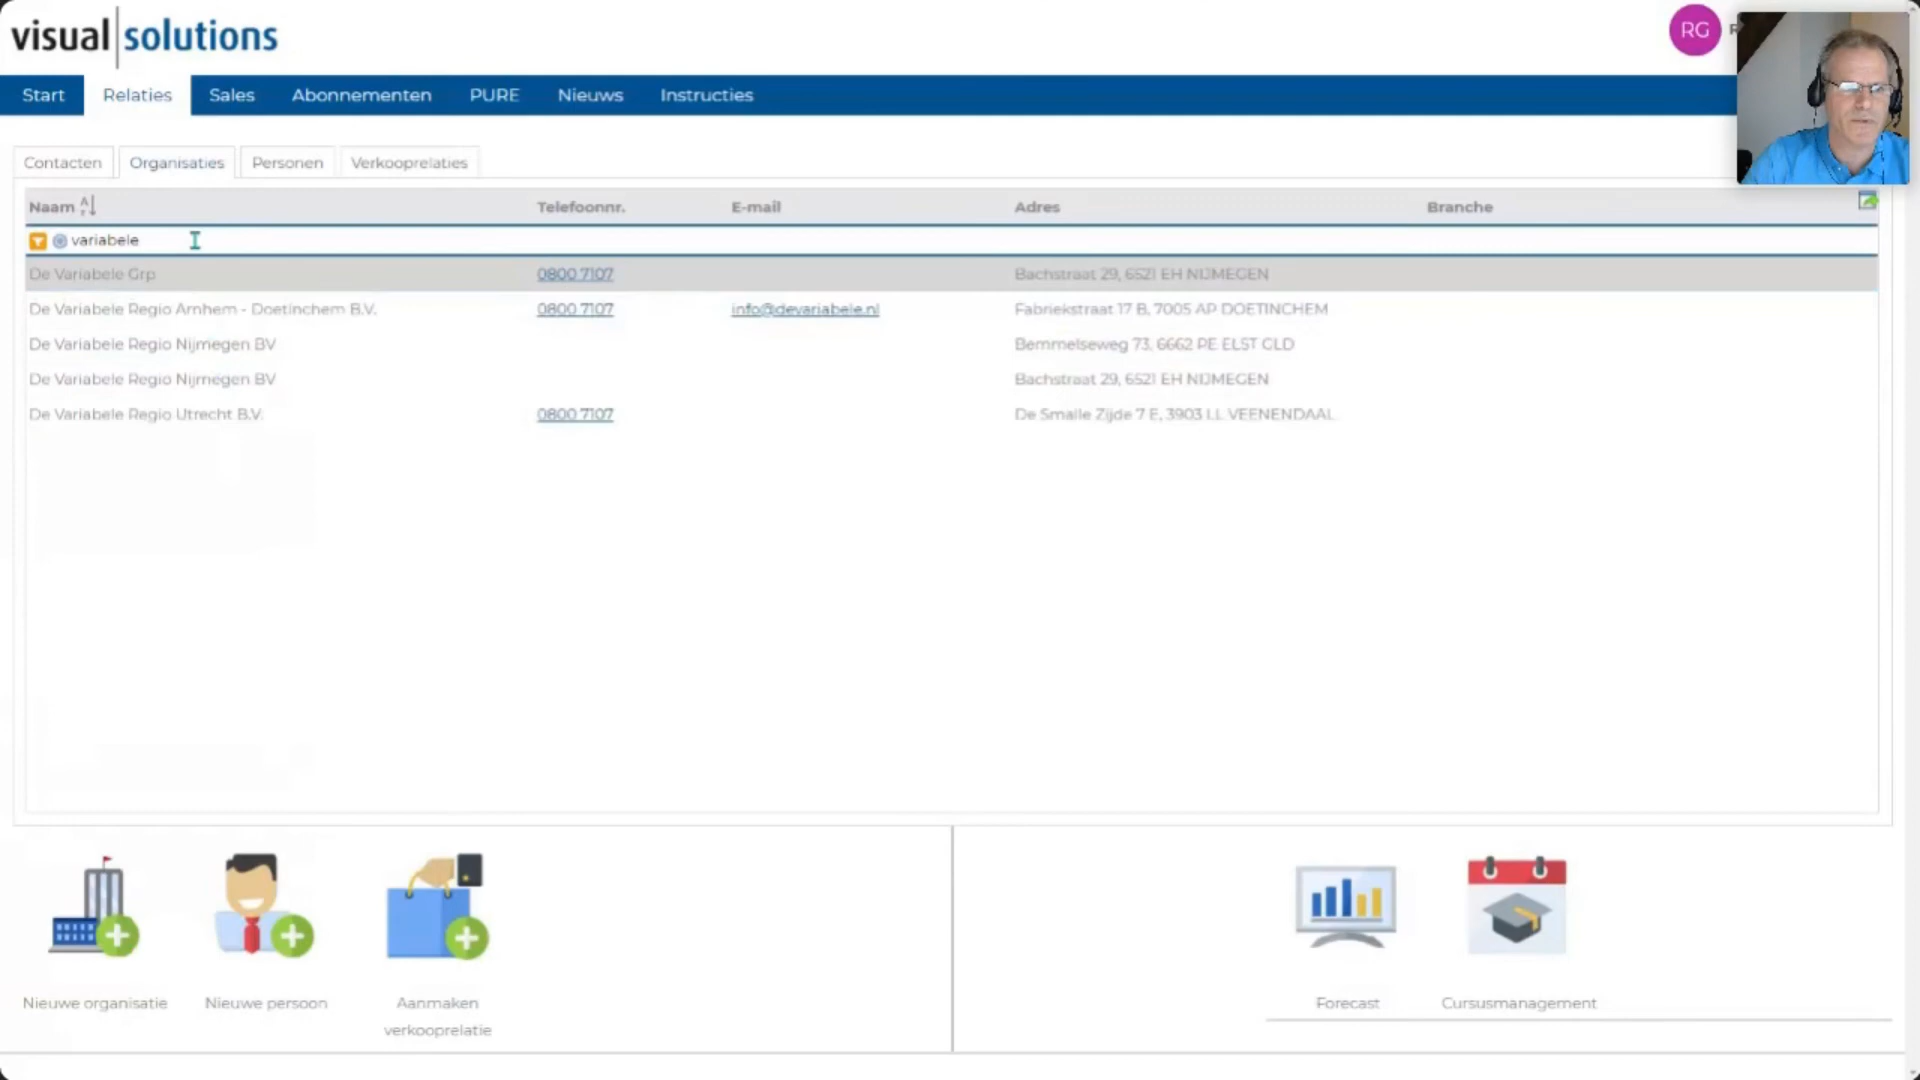 visual solutions
RG
Start Relaties Sales Abonnementen PURE Nieuws Instructies
Contacten Organisaties Personen Verkooprelaties
Naam Telefoonnr. E-mail Adres Branche
variabele
De Variabele Grp 0800 7107 Bachstraat 29, 6521 EH NIJMEGEN
De Variabele Regio Arnhem - Doetinchem B.V. 0800 7107 info@devariabele.nl Fabriekstraat 17 B, 7005 AP DOETINCHEM
De Variabele Regio Nijmegen BV Bemmelseweg 73, 6662 PE ELST GLD
De Variabele Regio Nijmegen BV Bachstraat 29, 6521 EH NIJMEGEN
De Variabele Regio Utrecht B.V. 0800 7107 De Smalle Zijde 7 E, 3903 LL VEENENDAAL
Nieuwe organisatie Nieuwe persoon Aanmaken verkooprelatie Forecast Cursusmanagement